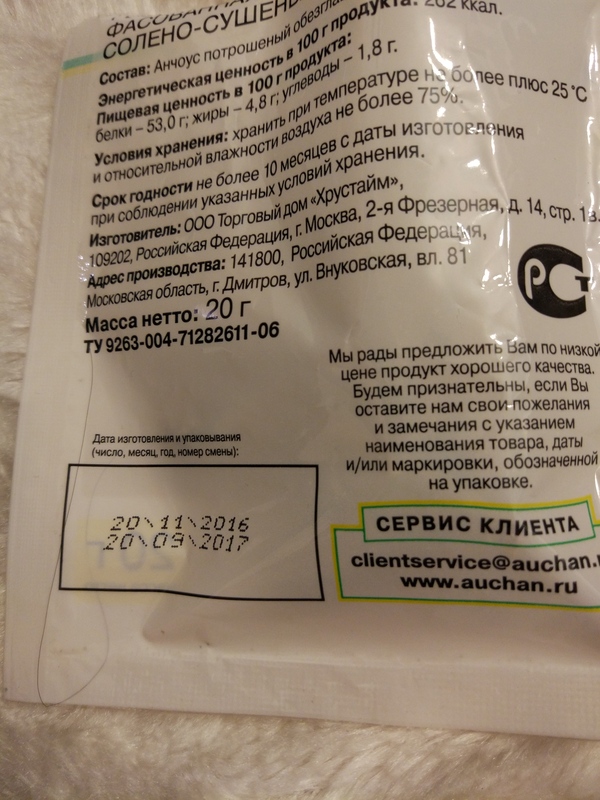 ФАСОВАННАЯ
СОЛЕНО-СУШЕН
Состав: Анчоус потрошеный обезгла
Энергетическая ценность в 100 г продукта: 262 ккал.
Пищевая ценность в 100 г продукта:
белки – 53,0 г; жиры – 4,8 г; углеводы – 1,8 г.
Условия хранения: хранить при температуре не более плюс 25 °С
и относительной влажности воздуха не более 75%.
Срок годности не более 10 месяцев с даты изготовления
при соблюдении указанных условий хранения.
Изготовитель: ООО Торговый дом «Хрустайм»,
109202, Российская Федерация, г. Москва, 2-я Фрезерная, д. 14, стр. 1в.
Адрес производства: 141800, Российская Федерация,
Московская область, г. Дмитров, ул. Внуковская, вл. 81
Масса нетто: 20 г
ТУ 9263-004-71282611-06
РСТ
Мы рады предложить Вам по низкой
цене продукт хорошего качества.
Будем признательны, если Вы
оставите нам свои пожелания
и замечания с указанием
наименования товара, даты
и/или маркировки, обозначенной
на упаковке.
Дата изготовления и упаковывания
(число, месяц, год, номер смены):
20\11\2016
20\09\2017
СЕРВИС КЛИЕНТА
clientservice@auchan.r
www.auchan.ru